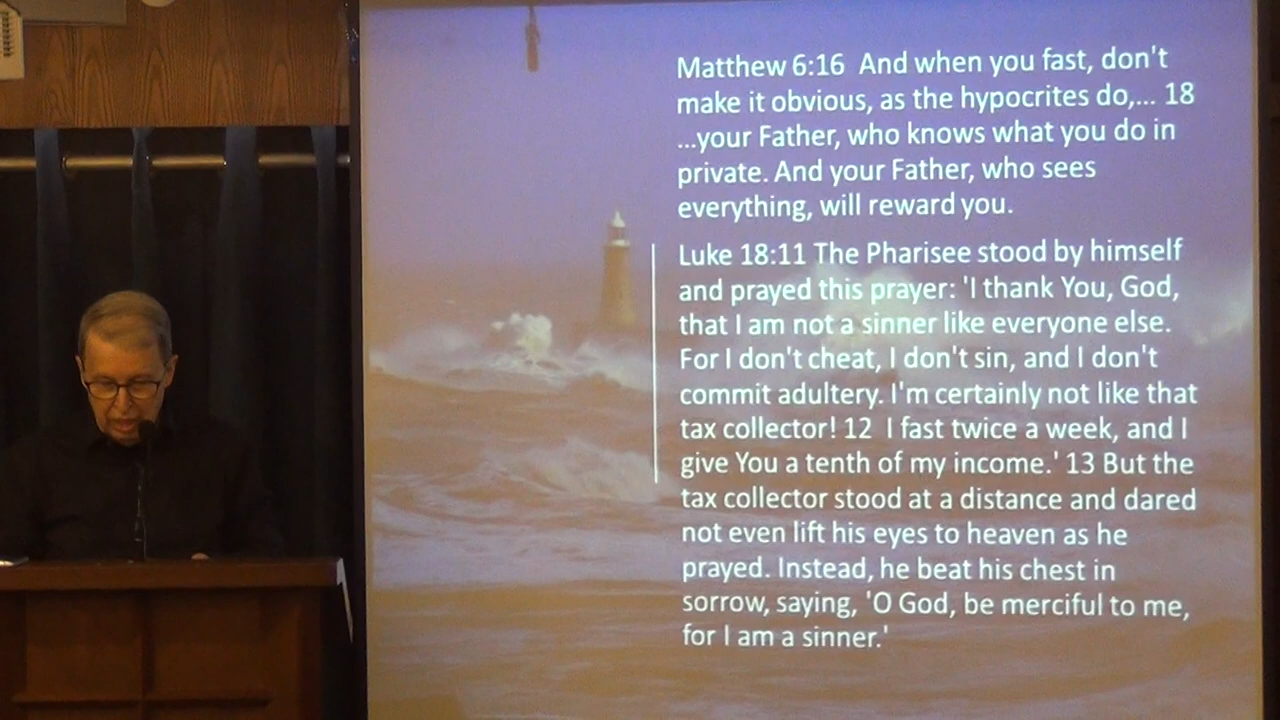 Matthew 6:16  And when you fast, don't
make it obvious, as the hypocrites do,... 18
...your Father, who knows what you do in
private. And your Father, who sees
everything, will reward you.
Luke 18:11 The Pharisee stood by himself
and prayed this prayer: 'I thank You, God,
that I am not a sinner like everyone else.
For I don't cheat, I don't sin, and I don't
commit adultery. I'm certainly not like that
tax collector! 12  I fast twice a week, and I
give You a tenth of my income.' 13 But the
tax collector stood at a distance and dared
not even lift his eyes to heaven as he
prayed. Instead, he beat his chest in
sorrow, saying, 'O God, be merciful to me,
for I am a sinner.'